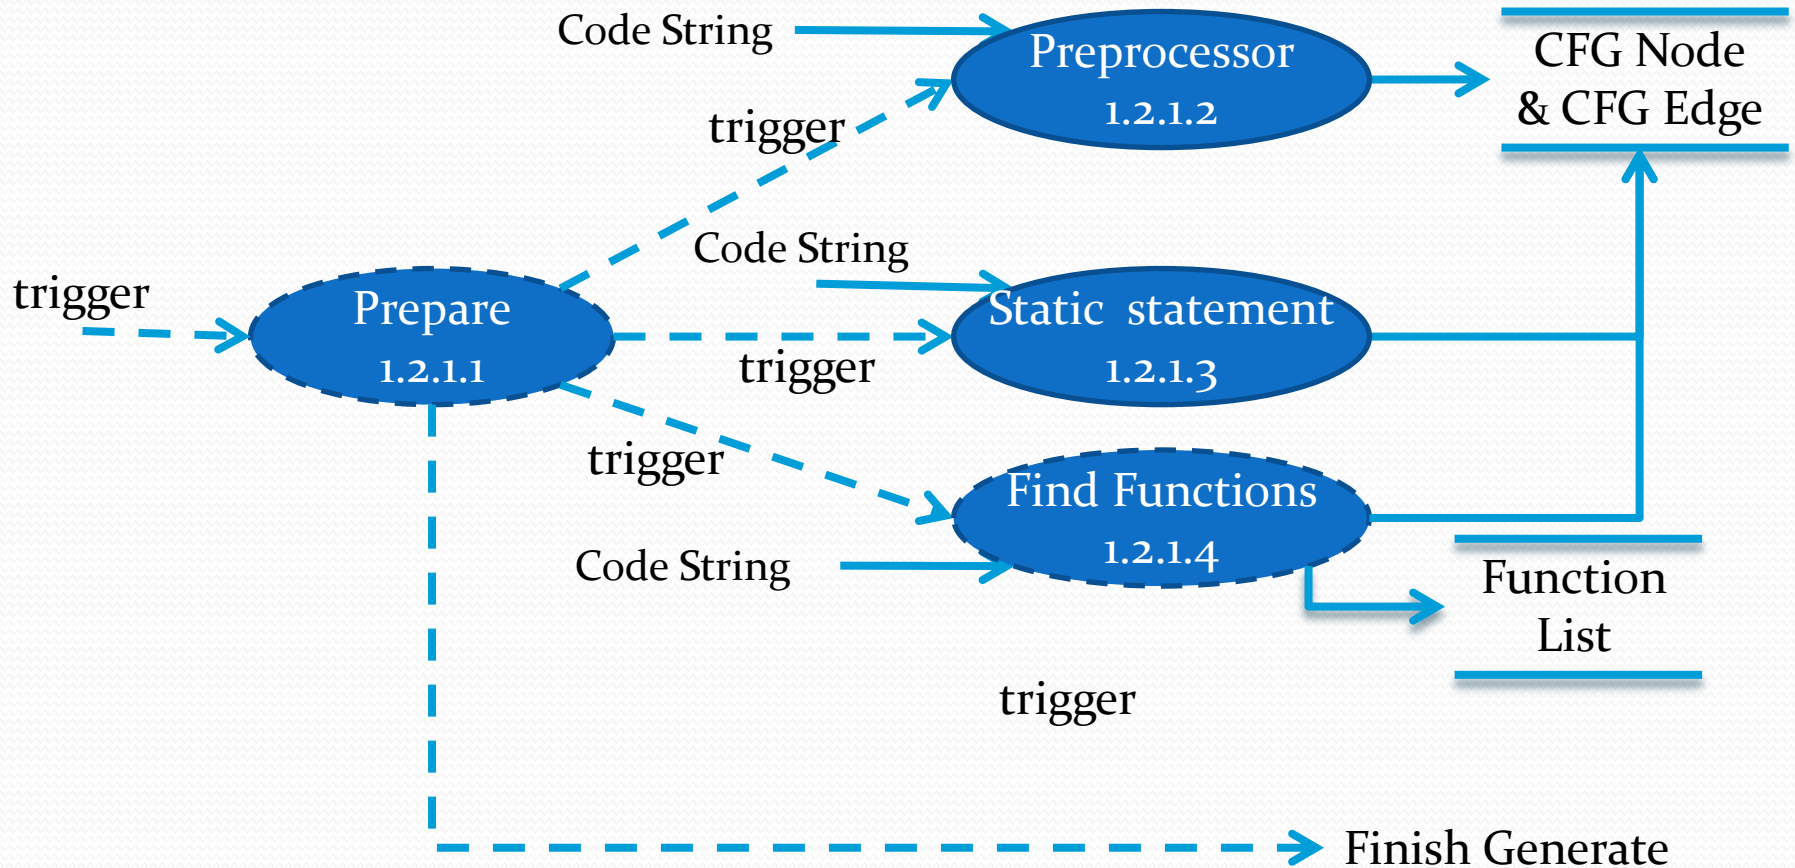 Code String
Preprocessor
1.2.1.2
CFG Node
& CFG Edge
trigger
Code String
trigger
Prepare
1.2.1.1
Static statement
1.2.1.3
trigger
trigger
Find Functions
1.2.1.4
Code String
Function
List
trigger
Finish Generate